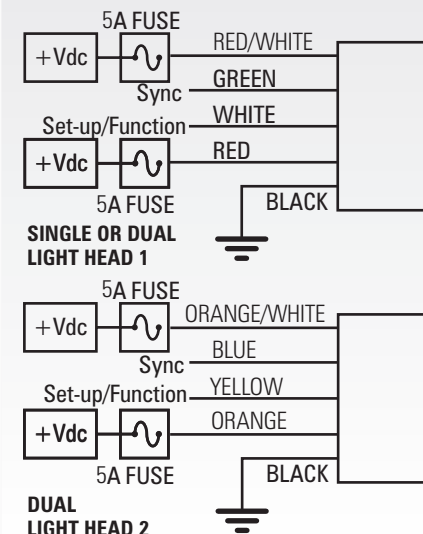 5A FUSE
+Vdc
RED/WHITE
GREEN
Sync
WHITE
Set-up/Function
RED
+Vdc
5A FUSE
BLACK
SINGLE OR DUAL
LIGHT HEAD 1
5A FUSE
+Vdc
ORANGE/WHITE
BLUE
Sync
YELLOW
Set-up/Function
ORANGE
+Vdc
5A FUSE
BLACK
DUAL
LIGHT HEAD 2